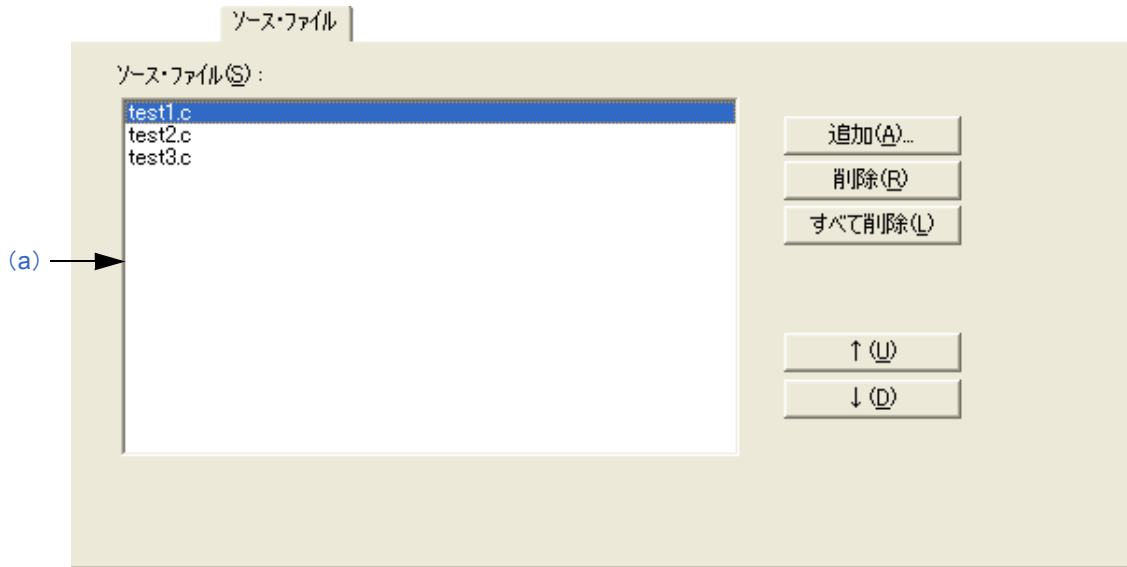 ソース・ファイル
ソース・ファイル(S) :
test1.c
test2.c
test3.c
追加(A)...
削除(R)
すべて削除(L)
(a)
↑(U)
↓(D)